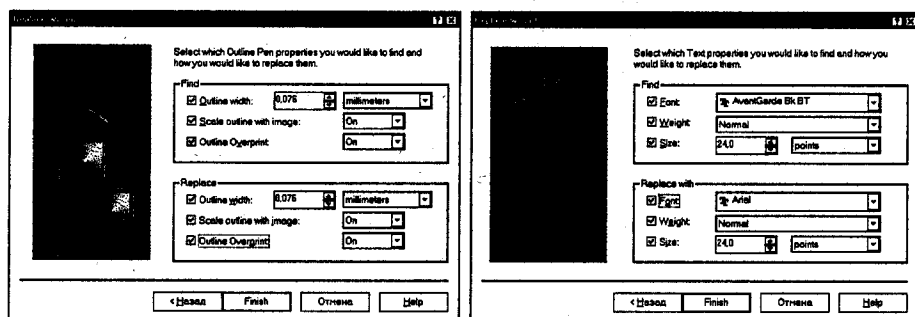 Select which Outline Pen properties you would like to find and
how you would like to replace them.
Find
Outline width: 0,076 millimeters
Scale outline with image: On
Outline Overprint On
Replace
Outline width: 0,076 millimeters
Scale outline with image: On
Outline Overprint On
< Назад Finish Отмена Help
Select which Text properties you would like to find and how you
would like to replace them.
Find
Font: AvantGarde Bk BT
Weight: Normal
Size: 24,0 points
Replace with
Font: Arial
Weight: Normal
Size: 24,0 points
< Назад Finish Отмена Help